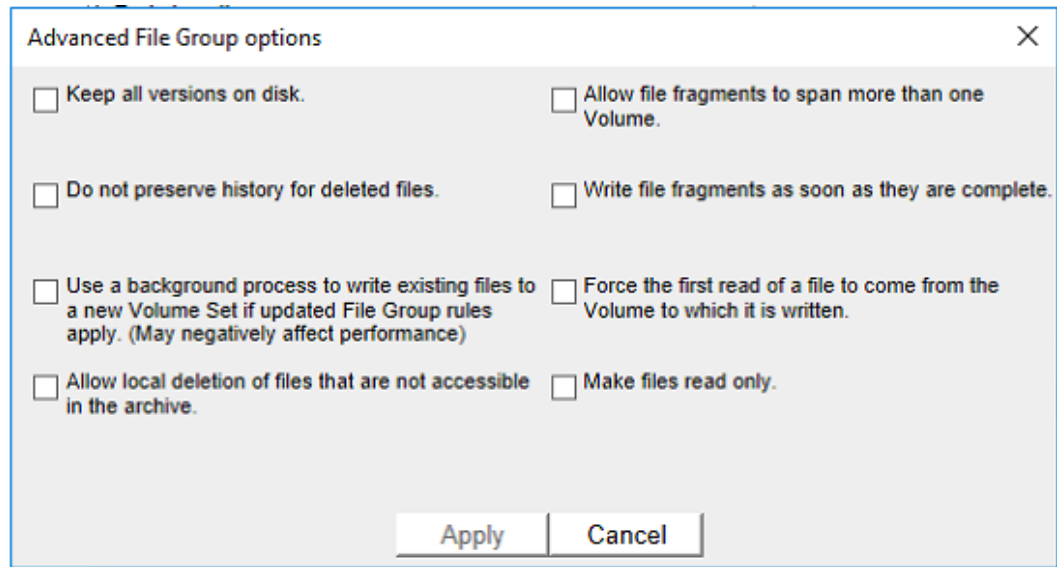 Advanced File Group options
Keep all versions on disk.
Allow file fragments to span more than one
Volume.
Do not preserve history for deleted files.
Write file fragments as soon as they are complete.
Use a background process to write existing files to
a new Volume Set if updated File Group rules
apply. (May negatively affect performance)
Force the first read of a file to come from the
Volume to which it is written.
Allow local deletion of files that are not accessible
in the archive.
Make files read only.
Apply
Cancel